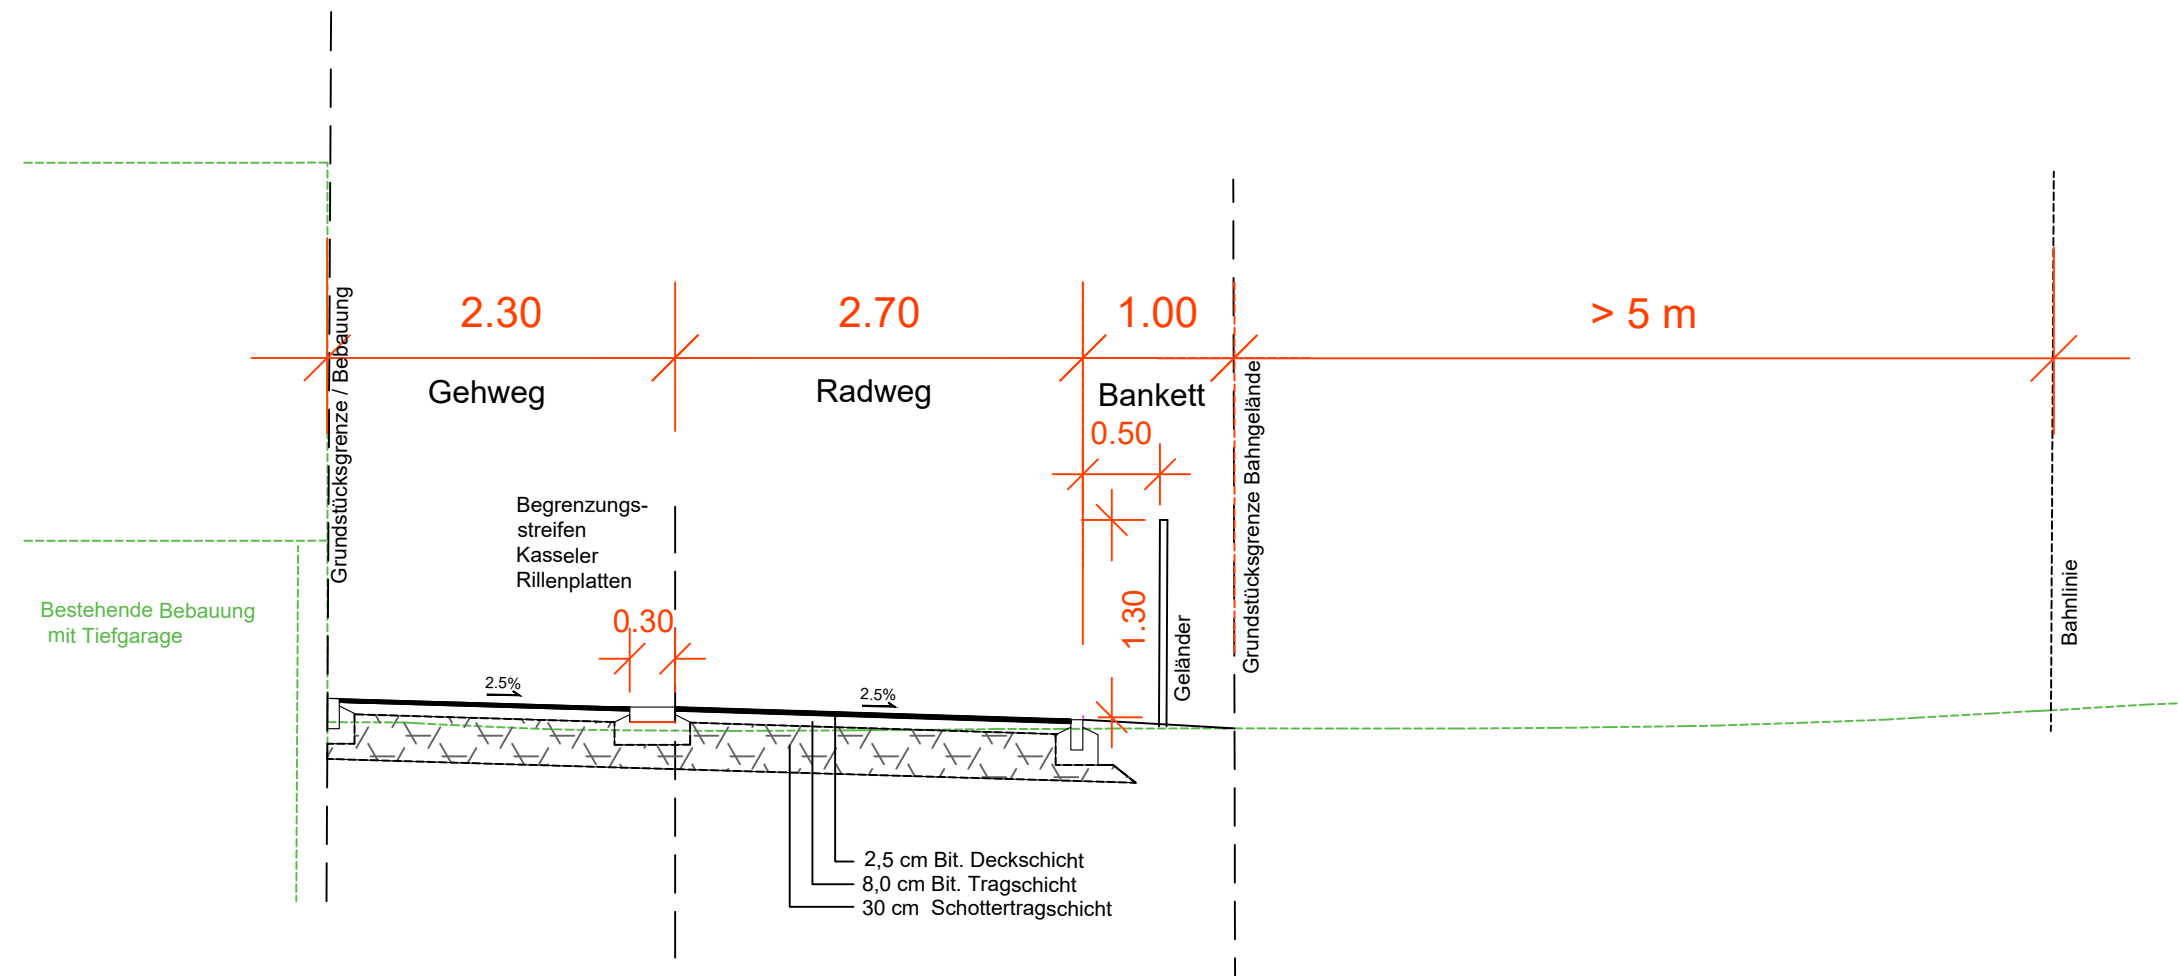 2.30
2.70
1.00
> 5 m
Gehweg
Radweg
Bankett
0.50
Grundstücksgrenze / Bebauung
Grundstücksgrenze Bahngelände
Begrenzungs-
streifen
Kasseler
Rillenplatten
0.30
1.30
Geländer
Bahnlinie
Bestehende Bebauung
mit Tiefgarage
2.5%
2.5%
2,5 cm Bit. Deckschicht
8,0 cm Bit. Tragschicht
30 cm Schottertragschicht